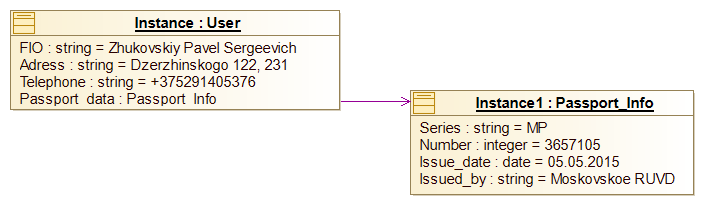 Instance : User
FIO : string = Zhukovskiy Pavel Sergeevich
Adress : string = Dzerzhinskogo 122, 231
Telephone : string = +375291405376
Passport_data : Passport_Info
Instance1 : Passport_Info
Series : string = MP
Number : integer = 3657105
Issue_date : date = 05.05.2015
Issued_by : string = Moskovskoe RUVD